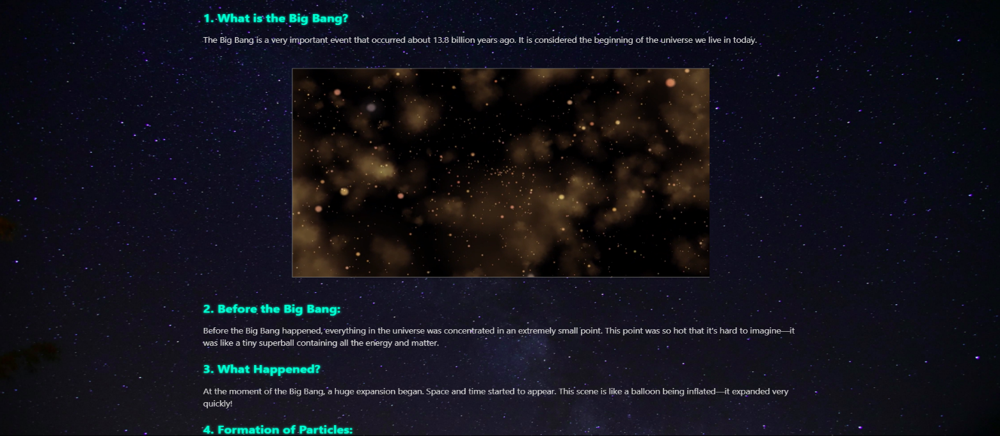 1. What is the Big Bang?
The Big Bang is a very important event that occurred about 13.8 billion years ago. It is considered the beginning of the universe we live in today.
2. Before the Big Bang:
Before the Big Bang happened, everything in the universe was concentrated in an extremely small point. This point was so hot that it's hard to imagine—it
was like a tiny superball containing all the energy and matter.
3. What Happened?
At the moment of the Big Bang, a huge expansion began. Space and time started to appear. This scene is like a balloon being inflated—it expanded very
quickly!
4. Formation of Particles: